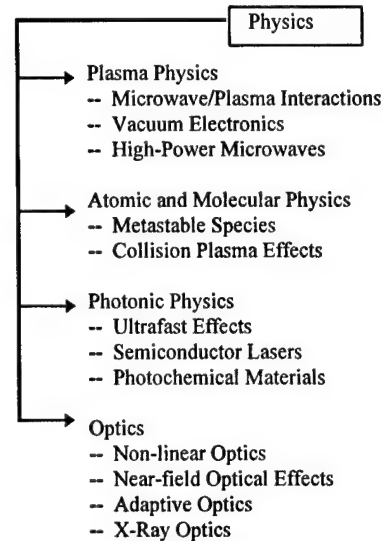 Physics
Plasma Physics
-- Microwave/Plasma Interactions
-- Vacuum Electronics
-- High-Power Microwaves
Atomic and Molecular Physics
-- Metastable Species
-- Collision Plasma Effects
Photonic Physics
-- Ultrafast Effects
-- Semiconductor Lasers
-- Photochemical Materials
Optics
-- Non-linear Optics
-- Near-field Optical Effects
-- Adaptive Optics
-- X-Ray Optics